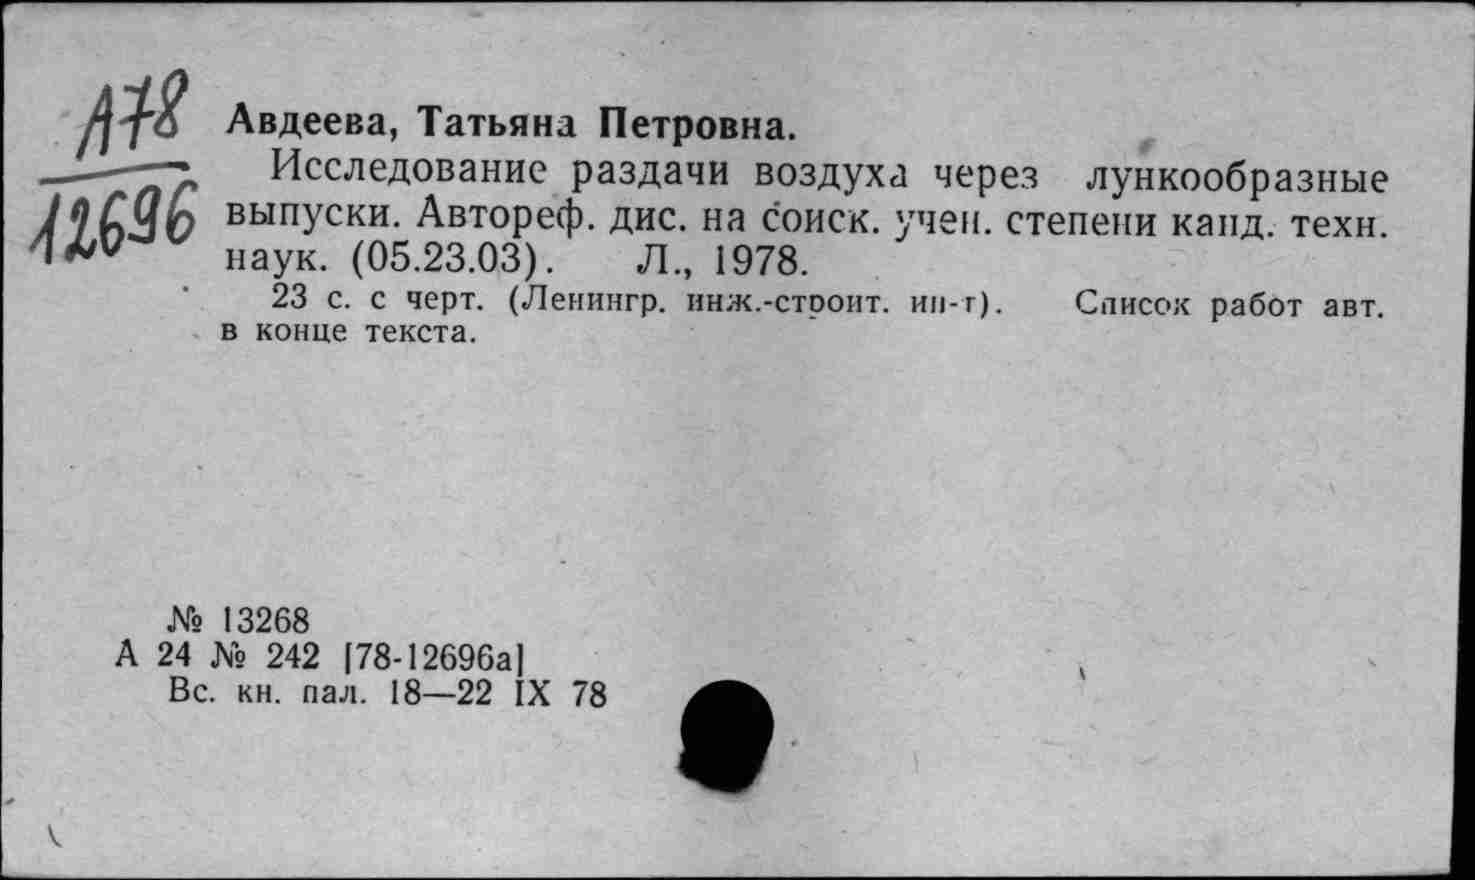 А78
12696
Авдеева, Татьяна Петровна.
Исследование раздачи воздуха через лункообразные
выпуски. Автореф. дис. на соиск. учен. степени канд. техн.
наук. (05.23.03). Л., 1978.
23 с. с черт. (Ленингр. инж.-строит. ин-т). Список работ авт.
в конце текста.
№ 13268
А 24 № 242 [78-12696а]
Вс. кн. пал. 18—22 IX 78